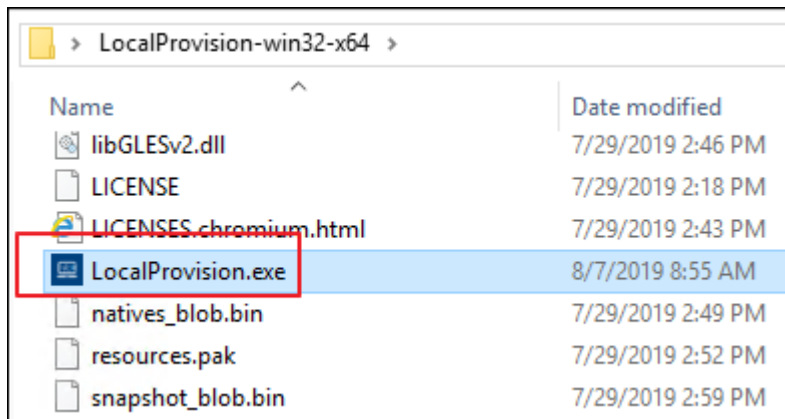 LocalProvision-win32-x64
Name Date modified
libGLESv2.dll 7/29/2019 2:46 PM
LICENSE 7/29/2019 2:18 PM
LICENSES.chromium.html 7/29/2019 2:43 PM
LocalProvision.exe 8/7/2019 8:55 AM
natives_blob.bin 7/29/2019 2:49 PM
resources.pak 7/29/2019 2:52 PM
snapshot_blob.bin 7/29/2019 2:59 PM